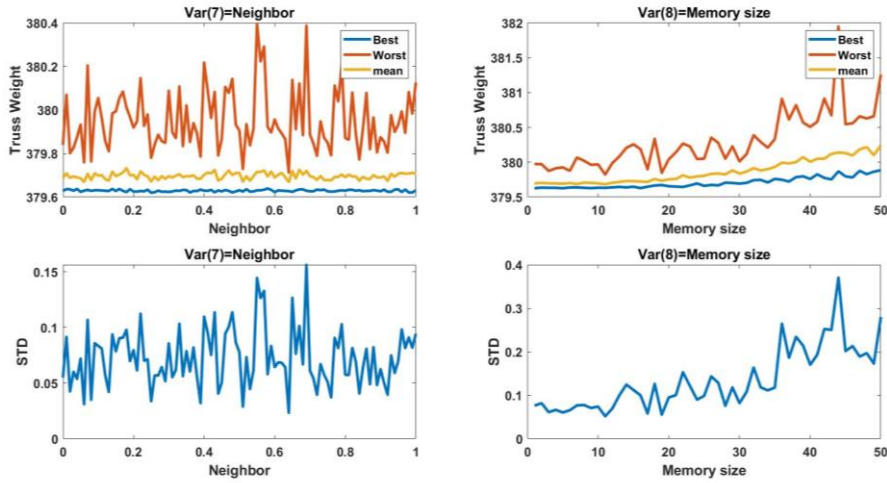 Var(7)=Neighbor
380.4
380.2
380
379.8
379.6
Truss Weight
Best
Worst
mean
0
0.2
0.4
0.6
0.8
1
Neighbor
Var(8)=Memory size
382
381.5
381
380.5
380
379.5
Truss Weight
Best
Worst
mean
0
10
20
30
40
50
Memory size
Var(7)=Neighbor
0.15
0.1
0.05
0
STD
0
0.2
0.4
0.6
0.8
1
Neighbor
Var(8)=Memory size
0.4
0.3
0.2
0.1
0
STD
0
10
20
30
40
50
Memory size